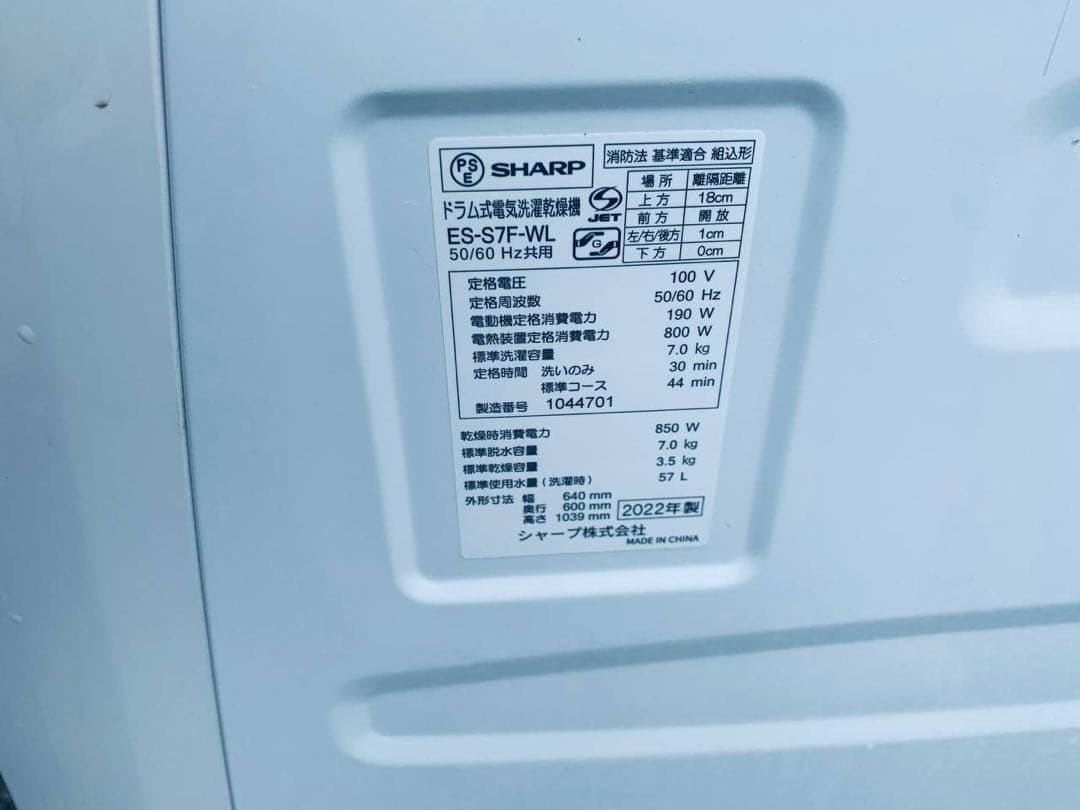 PSE SHARP
消防法 基準適合 組込形
場所 離隔距離
上方 18cm
前方 開放
左/右/後方 1cm
下方 0cm
ドラム式電気洗濯乾燥機
JET
ES-S7F-WL
G
50/60 Hz共用
定格電圧 100 V
定格周波数 50/60 Hz
電動機定格消費電力 190 W
電熱装置定格消費電力 800 W
標準洗濯容量 7.0 kg
定格時間 洗いのみ 30 min
標準コース 44 min
製造番号 1044701
乾燥時消費電力 850 W
標準脱水容量 7.0 kg
標準乾燥容量 3.5 kg
標準使用水量(洗濯時) 57 L
外形寸法 幅 640 mm
奥行 600 mm
高さ 1039 mm
2022年製
シャープ株式会社
MADE IN CHINA